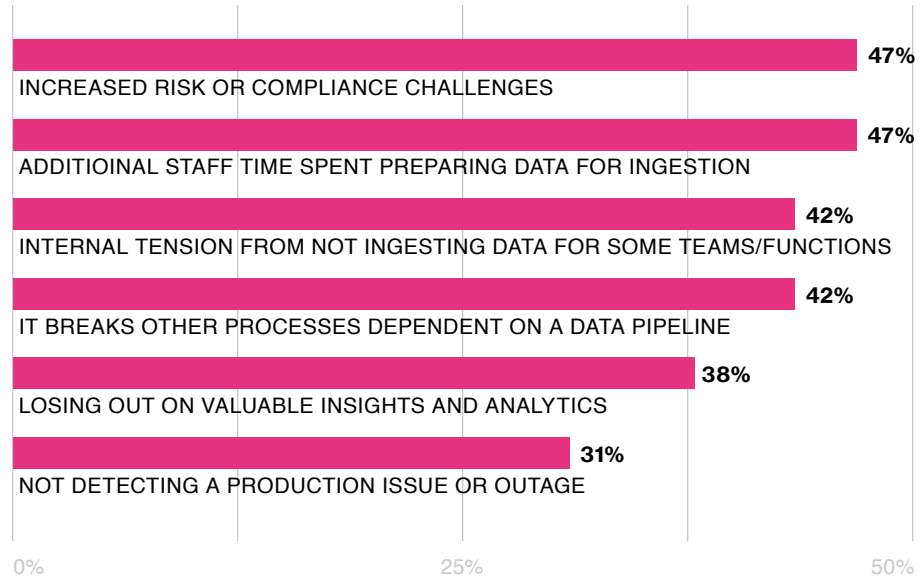 47%
INCREASED RISK OR COMPLIANCE CHALLENGES
47%
ADDITIOINAL STAFF TIME SPENT PREPARING DATA FOR INGESTION
42%
INTERNAL TENSION FROM NOT INGESTING DATA FOR SOME TEAMS/FUNCTIONS
42%
IT BREAKS OTHER PROCESSES DEPENDENT ON A DATA PIPELINE
38%
LOSING OUT ON VALUABLE INSIGHTS AND ANALYTICS
31%
NOT DETECTING A PRODUCTION ISSUE OR OUTAGE
0% 25% 50%